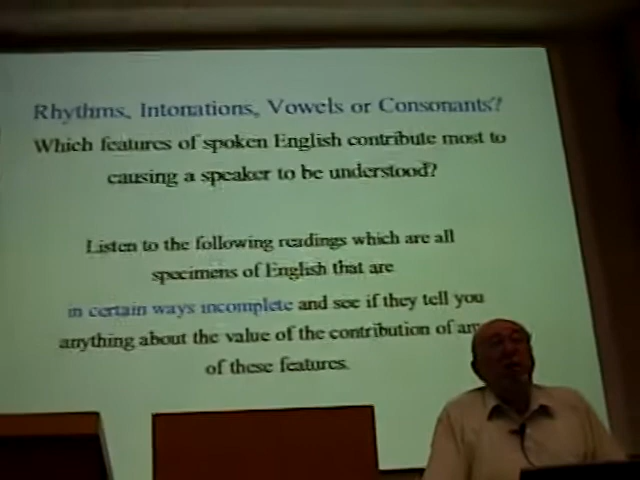 Rhythms, Intonations, Vowels or Consonants?
Which features of spoken English contribute most to
causing a speaker to be understood?
Listen to the following readings which are all
specimens of English that are
in certain ways incomplete and see if they tell you
anything about the value of the contribution of
of these features.